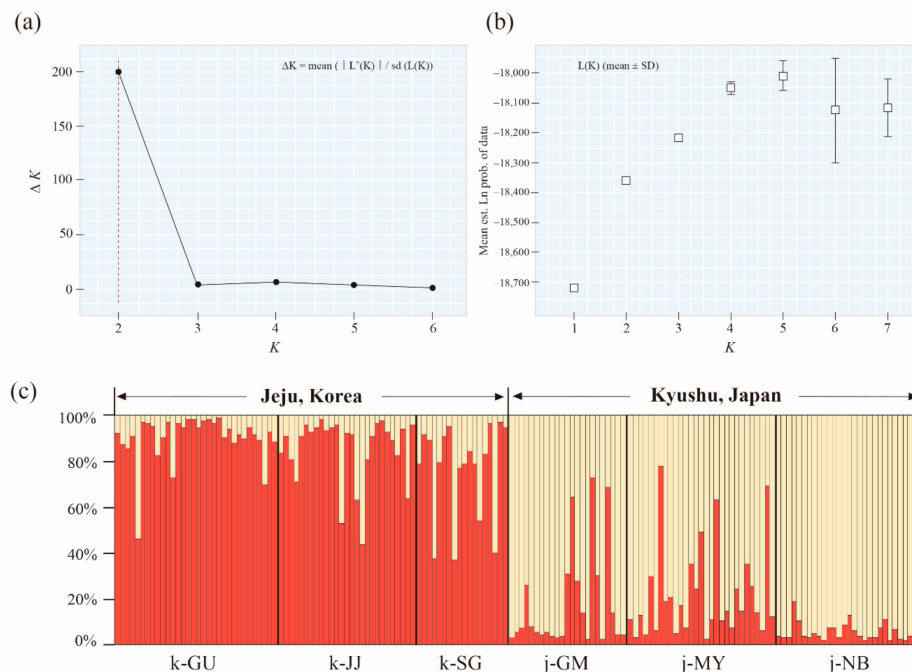 (a)
ΔK = mean ( | L″(K) | / sd (L(K))
200
150
100
50
0
Δ K
2 3 4 5 6
K
(b)
L(K) (mean ± SD)
−18,000
−18,100
−18,200
−18,300
−18,400
−18,500
−18,600
−18,700
Mean est. Ln prob. of data
1 2 3 4 5 6 7
K
(c)
Jeju, Korea Kyushu, Japan
100%
80%
60%
40%
20%
0%
k-GU k-JJ k-SG j-GM j-MY j-NB